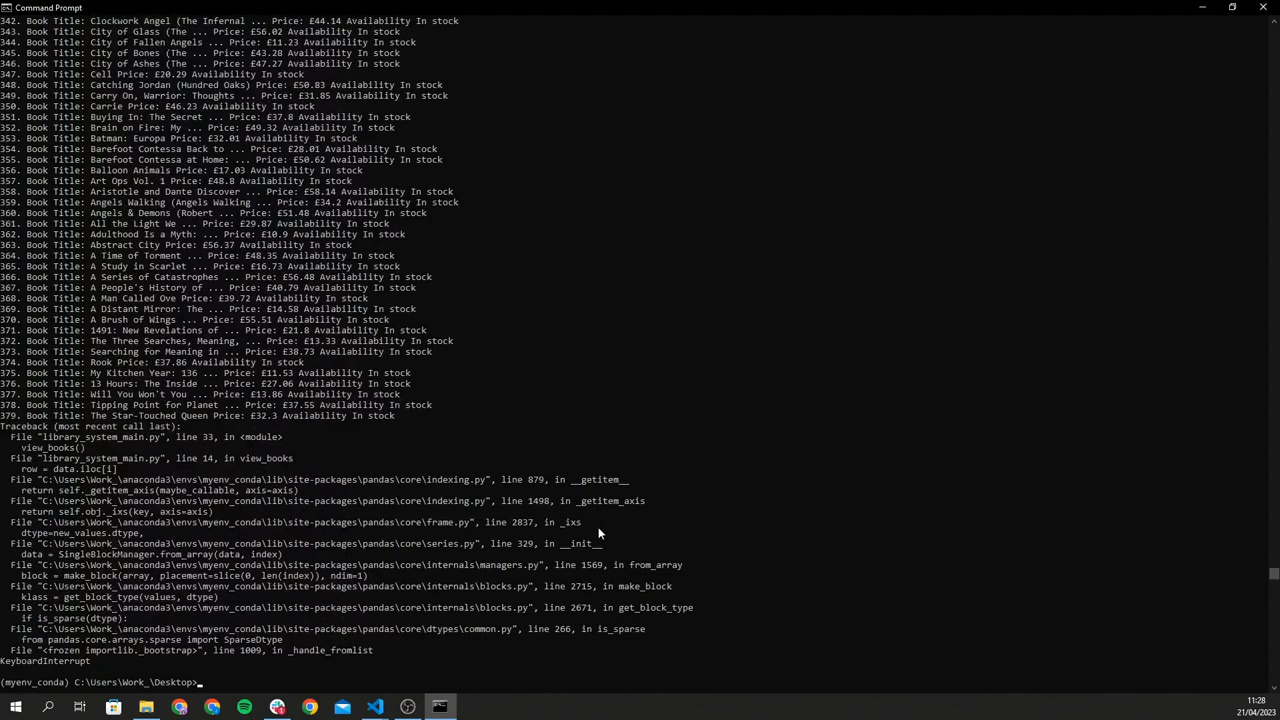 Command Prompt
342. Book Title: Clockwork Angel (The Infernal ... Price: £44.14 Availability In stock
343. Book Title: City of Glass (The ... Price: £56.02 Availability In stock
344. Book Title: City of Fallen Angels ... Price: £11.23 Availability In stock
345. Book Title: City of Bones (The ... Price: £43.28 Availability In stock
346. Book Title: City of Ashes (The ... Price: £47.27 Availability In stock
347. Book Title: Cell Price: £20.29 Availability In stock
348. Book Title: Catching Jordan (Hundred Oaks) Price: £50.83 Availability In stock
349. Book Title: Carry On, Warrior: Thoughts ... Price: £31.85 Availability In stock
350. Book Title: Carrie Price: £46.23 Availability In stock
351. Book Title: Buying In: The Secret ... Price: £37.8 Availability In stock
352. Book Title: Brain on Fire: My ... Price: £49.32 Availability In stock
353. Book Title: Batman: Europa Price: £32.01 Availability In stock
354. Book Title: Barefoot Contessa Back to ... Price: £28.01 Availability In stock
355. Book Title: Barefoot Contessa at Home: ... Price: £50.62 Availability In stock
356. Book Title: Balloon Animals Price: £17.03 Availability In stock
357. Book Title: Art Ops Vol. 1 Price: £48.8 Availability In stock
358. Book Title: Aristotle and Dante Discover ... Price: £58.14 Availability In stock
359. Book Title: Angels Walking (Angels Walking ... Price: £34.2 Availability In stock
360. Book Title: Angels & Demons (Robert ... Price: £51.48 Availability In stock
361. Book Title: All the Light We ... Price: £29.87 Availability In stock
362. Book Title: Adulthood Is a Myth: ... Price: £10.9 Availability In stock
363. Book Title: Abstract City Price: £56.37 Availability In stock
364. Book Title: A Time of Torment ... Price: £48.35 Availability In stock
365. Book Title: A Study in Scarlet ... Price: £16.73 Availability In stock
366. Book Title: A Series of Catastrophes ... Price: £56.48 Availability In stock
367. Book Title: A People's History of ... Price: £40.79 Availability In stock
368. Book Title: A Man Called Ove Price: £39.72 Availability In stock
369. Book Title: A Distant Mirror: The ... Price: £14.58 Availability In stock
370. Book Title: A Brush of Wings ... Price: £55.51 Availability In stock
371. Book Title: 1491: New Revelations of ... Price: £21.8 Availability In stock
372. Book Title: The Three Searches, Meaning, ... Price: £13.33 Availability In stock
373. Book Title: Searching for Meaning in ... Price: £38.73 Availability In stock
374. Book Title: Rook Price: £37.86 Availability In stock
375. Book Title: My Kitchen Year: 136 ... Price: £11.53 Availability In stock
376. Book Title: 13 Hours: The Inside ... Price: £27.06 Availability In stock
377. Book Title: Will You Won't You ... Price: £13.86 Availability In stock
378. Book Title: Tipping Point for Planet ... Price: £37.55 Availability In stock
379. Book Title: The Star-Touched Queen Price: £32.3 Availability In stock
Traceback (most recent call last):
File "library_system_main.py", line 33, in <module>
view_books()
File "library_system_main.py", line 14, in view_books
row = data.iloc[i]
File "C:\Users\Work_\anaconda3\envs\myenv_conda\lib\site-packages\pandas\core\indexing.py", line 879, in __getitem__
return self._getitem_axis(maybe_callable, axis=axis)
File "C:\Users\Work_\anaconda3\envs\myenv_conda\lib\site-packages\pandas\core\indexing.py", line 1498, in _getitem_axis
return self.obj._ixs(key, axis=axis)
File "C:\Users\Work_\anaconda3\envs\myenv_conda\lib\site-packages\pandas\core\frame.py", line 2837, in _ixs
dtype=new_values.dtype,
File "C:\Users\Work_\anaconda3\envs\myenv_conda\lib\site-packages\pandas\core\series.py", line 329, in __init__
data = SingleBlockManager.from_array(data, index)
File "C:\Users\Work_\anaconda3\envs\myenv_conda\lib\site-packages\pandas\core\internals\managers.py", line 1569, in from_array
block = make_block(array, placement=slice(0, len(index)), ndim=1)
File "C:\Users\Work_\anaconda3\envs\myenv_conda\lib\site-packages\pandas\core\internals\blocks.py", line 2715, in make_block
klass = get_block_type(values, dtype)
File "C:\Users\Work_\anaconda3\envs\myenv_conda\lib\site-packages\pandas\core\internals\blocks.py", line 2671, in get_block_type
if is_sparse(dtype):
File "C:\Users\Work_\anaconda3\envs\myenv_conda\lib\site-packages\pandas\core\dtypes\common.py", line 266, in is_sparse
from pandas.core.arrays.sparse import SparseDtype
File "<frozen importlib._bootstrap>", line 1009, in _handle_fromlist
KeyboardInterrupt
(myenv_conda) C:\Users\Work_\Desktop>_
11:28
21/04/2023